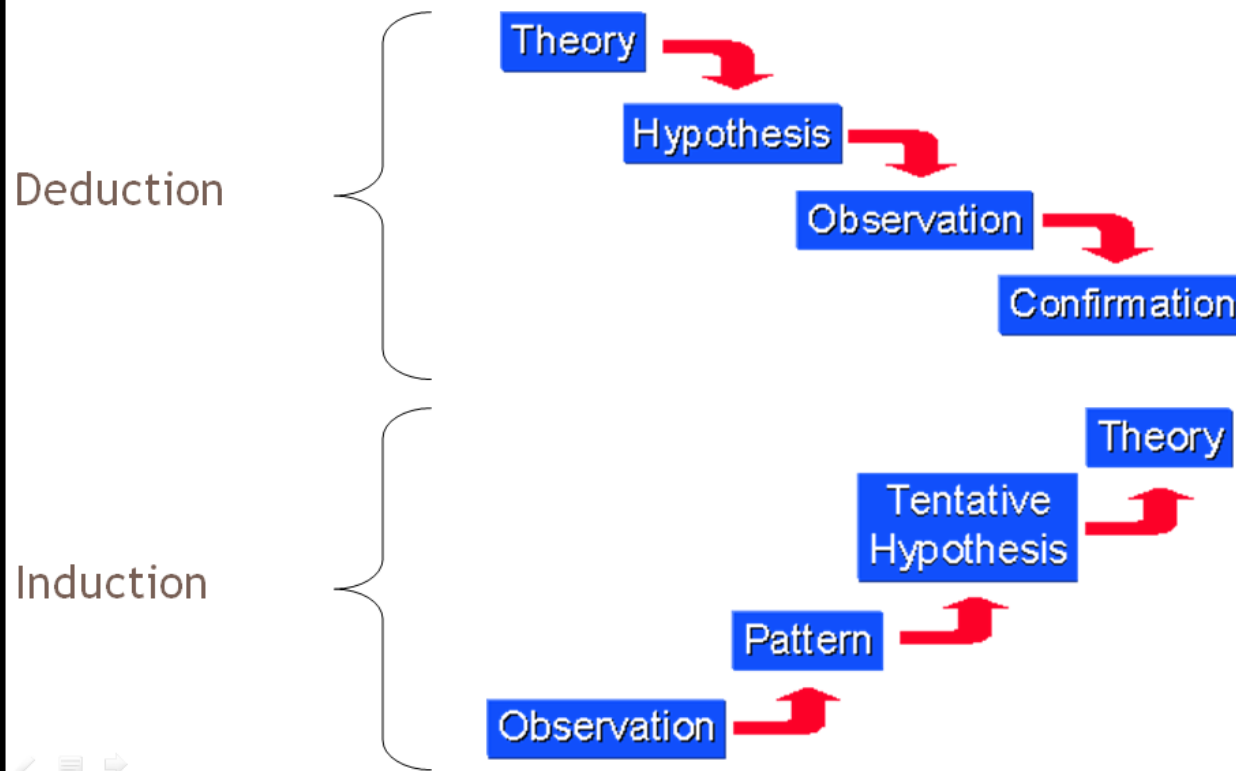 Deduction
Theory
Hypothesis
Observation
Confirmation
Induction
Theory
Tentative
Hypothesis
Pattern
Observation